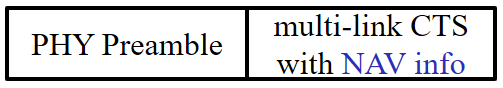 PHY Preamble
multi-link CTS
with NAV info